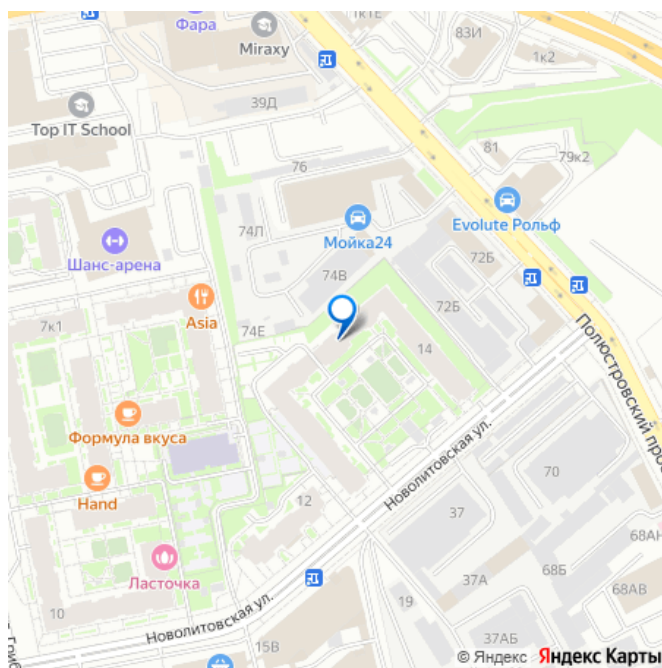 1кТЕ
Фара
83И
Miraxy
1к2
39Д
Top IT School
81
79к2
76
Evolute Рольф
74Л
Мойка24
Шанс-арена
72Б
74В
72Б
Asia
7к1
74Е
14
Полюстровский прос
Формула вкуса
Новолитовская ул.
Hand
70
12
37
68АН
Ласточка
68Б
37А
68АВ
10
19
Новолитовская ул.
15В
37АБ
© Яндекс Яндекс Карты